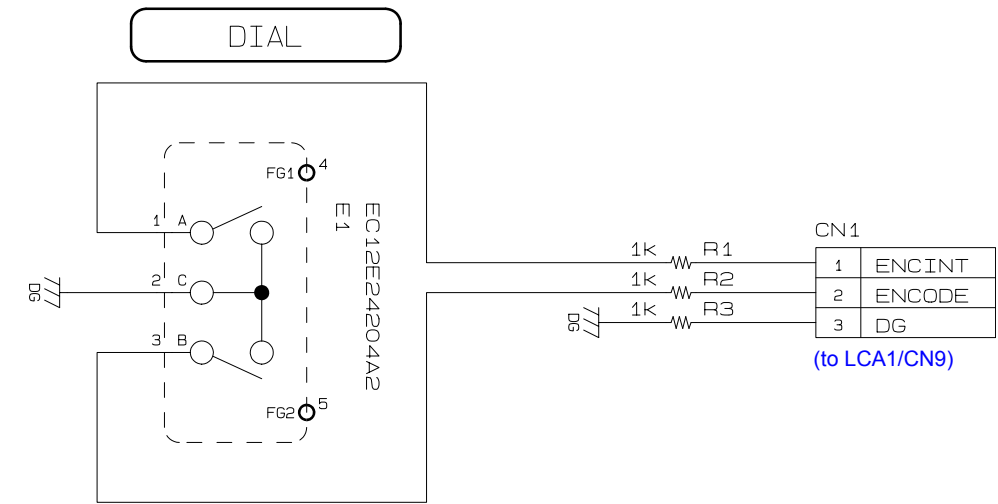 DIAL
FG1 4
1 A
2 C
3 B
FG2 5
DG
EC12E24204A2
E1
CN1
1K R1 1 ENCINT
1K R2 2 ENCODE
DG 1K R3 3 DG
(to LCA1/CN9)